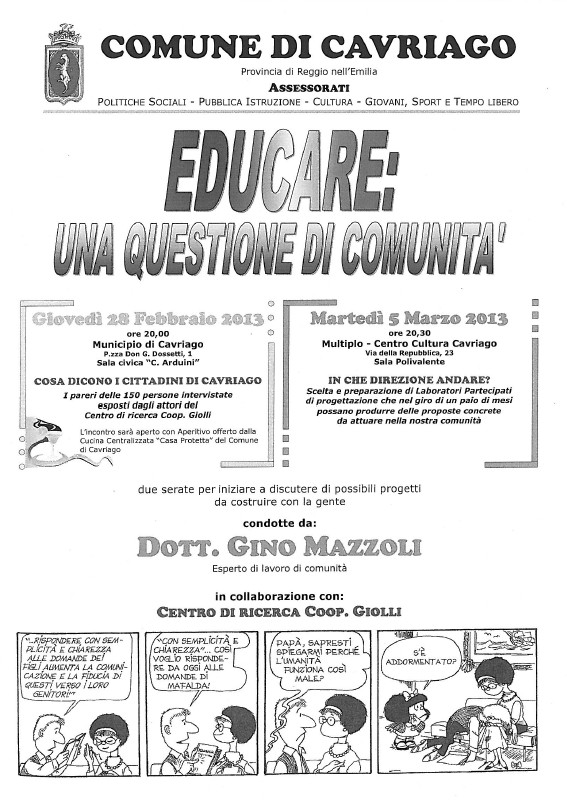 COMUNE DI CAVRIAGO
Provincia di Reggio nell'Emilia
ASSESSORATI
POLITICHE SOCIALI - PUBBLICA ISTRUZIONE - CULTURA - GIOVANI, SPORT E TEMPO LIBERO
EDUCARE:
UNA QUESTIONE DI COMUNITA'
Giovedì 28 Febbraio 2013
ore 20,00
Municipio di Cavriago
P.zza Don G. Dossetti, 1
Sala civica "C. Arduini"
COSA DICONO I CITTADINI DI CAVRIAGO
I pareri delle 150 persone intervistate
esposti dagli attori del
Centro di ricerca Coop. Giolli
L'incontro sarà aperto con Aperitivo offerto dalla
Cucina Centralizzata "Casa Protetta" del Comune
di Cavriago
Martedì 5 Marzo 2013
ore 20,30
Multiplo - Centro Cultura Cavriago
Via della Repubblica, 23
Sala Polivalente
IN CHE DIREZIONE ANDARE?
Scelta e preparazione di Laboratori Partecipati
di progettazione che nel giro di un paio di mesi
possano produrre delle proposte concrete
da attuare nella nostra comunità
due serate per iniziare a discutere di possibili progetti
da costruire con la gente
condotte da:
DOTT. GINO MAZZOLI
Esperto di lavoro di comunità
in collaborazione con:
CENTRO DI RICERCA COOP. GIOLLI
"...RISPONDERE CON SEM-
PLICITÀ E CHIAREZZA
ALLE DOMANDE DEI
FIGLI AUMENTA LA COMUNI-
CAZIONE E LA FIDUCIA DI
QUESTI VERSO I LORO
GENITORI!"
"CON SEMPLICITÀ E
CHIAREZZA"... COSÌ
VOGLIO RISPONDE-
RE DA OGGI ALLE
DOMANDE DI
MAFALDA!
PAPÀ, SAPRESTI
SPIEGARMI PERCHÉ
L'UMANITÀ
FUNZIONA COSÌ
MALE?
S'È
ADDORMENTATO?